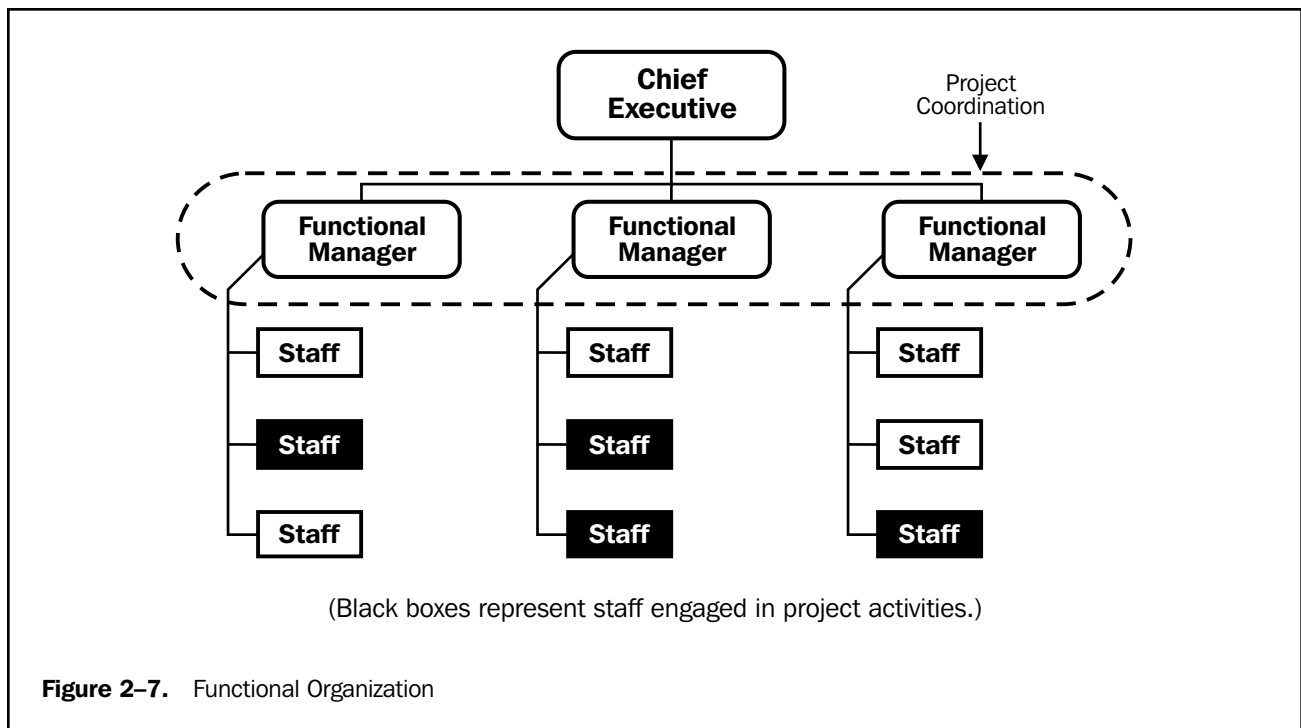 Chief
Executive
Project
Coordination
Functional
Manager
Functional
Manager
Functional
Manager
Staff
Staff
Staff
Staff
Staff
Staff
Staff
Staff
Staff
(Black boxes represent staff engaged in project activities.)
Figure 2–7. Functional Organization